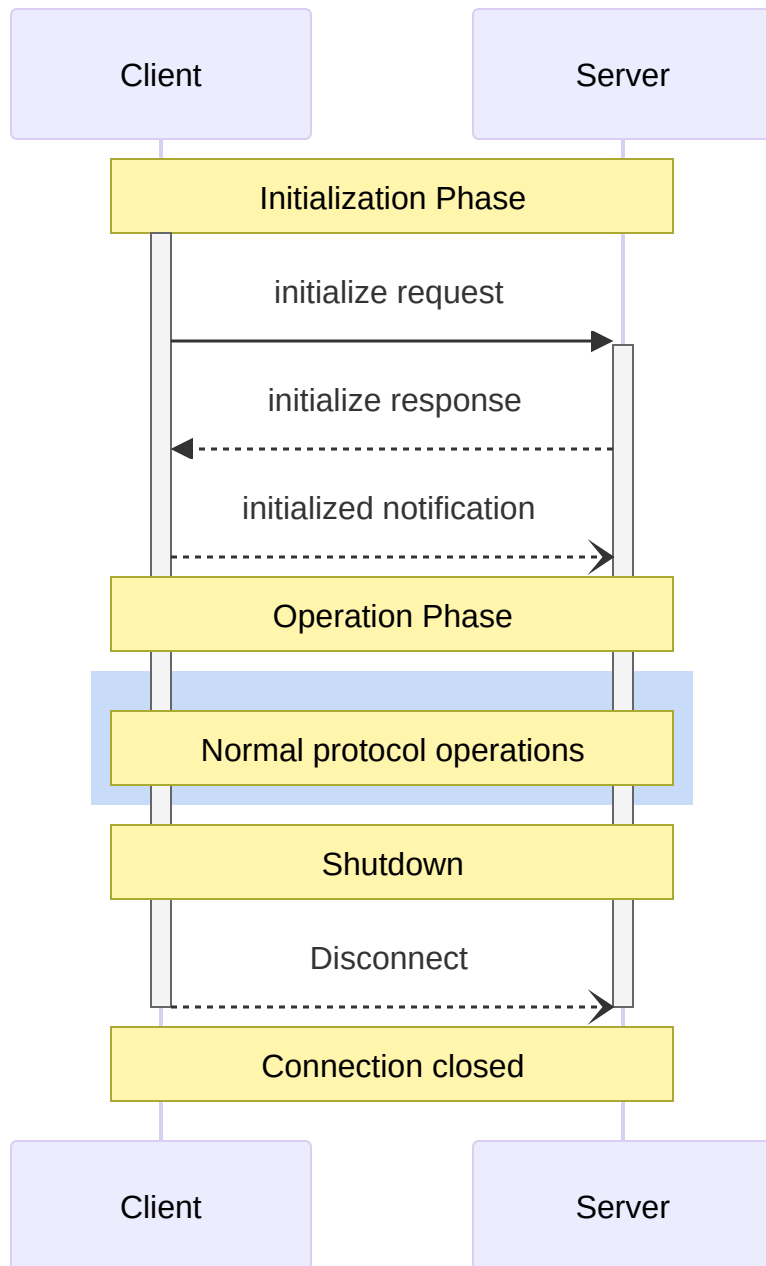 Client
Server
Initialization Phase
initialize request
initialize response
initialized notification
Operation Phase
Normal protocol operations
Shutdown
Disconnect
Connection closed
Client
Server